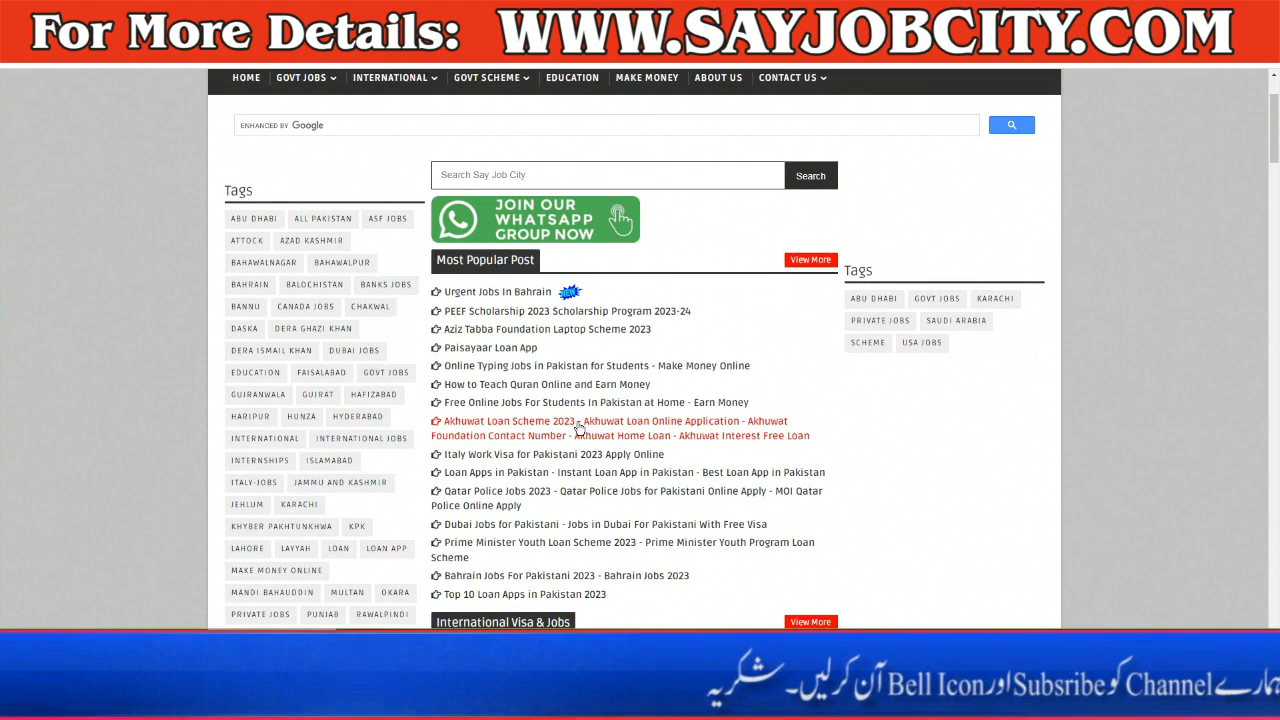 For More Details: WWW.SAYJOBCITY.COM
HOME GOVT JOBS INTERNATIONAL GOVT SCHEME EDUCATION MAKE MONEY ABOUT US CONTACT US
ENHANCED BY Google
Search Say Job City Search
JOIN OUR
WHATSAPP
GROUP NOW
Tags
ABU DHABI ALL PAKISTAN ASF JOBS
ATTOCK AZAD KASHMIR
BAHAWALNAGAR BAHAWALPUR
BAHRAIN BALOCHISTAN BANKS JOBS
BANNU CANADA JOBS CHAKWAL
DASKA DERA GHAZI KHAN
DERA ISMAIL KHAN DUBAI JOBS
EDUCATION FAISALABAD GOVT JOBS
GUJRANWALA GUJRAT HAFIZABAD
HARIPUR HUNZA HYDERABAD
INTERNATIONAL INTERNATIONAL JOBS
INTERNSHIPS ISLAMABAD
ITALY-JOBS JAMMU AND KASHMIR
JEHLUM KARACHI
KHYBER PAKHTUNKHWA KPK
LAHORE LAYYAH LOAN LOAN APP
MAKE MONEY ONLINE
MANDI BAHAUDDIN MULTAN OKARA
PRIVATE JOBS PUNJAB RAWALPINDI
Most Popular Post View More
Urgent Jobs In Bahrain NEW
PEEF Scholarship 2023 Scholarship Program 2023-24
Aziz Tabba Foundation Laptop Scheme 2023
Paisayaar Loan App
Online Typing Jobs in Pakistan for Students - Make Money Online
How to Teach Quran Online and Earn Money
Free Online Jobs For Students In Pakistan at Home - Earn Money
Akhuwat Loan Scheme 2023 - Akhuwat Loan Online Application - Akhuwat
Foundation Contact Number - Akhuwat Home Loan - Akhuwat Interest Free Loan
Italy Work Visa for Pakistani 2023 Apply Online
Loan Apps in Pakistan - Instant Loan App in Pakistan - Best Loan App in Pakistan
Qatar Police Jobs 2023 - Qatar Police Jobs for Pakistani Online Apply - MOI Qatar
Police Online Apply
Dubai Jobs for Pakistani - Jobs in Dubai For Pakistani With Free Visa
Prime Minister Youth Loan Scheme 2023 - Prime Minister Youth Program Loan
Scheme
Bahrain Jobs For Pakistani 2023 - Bahrain Jobs 2023
Top 10 Loan Apps in Pakistan 2023
International Visa & Jobs View More
Tags
ABU DHABI GOVT JOBS KARACHI
PRIVATE JOBS SAUDI ARABIA
SCHEME USA JOBS
ہمارے Channel کو Subsribe اور Bell Icon آن کرلیں۔ شکریہ